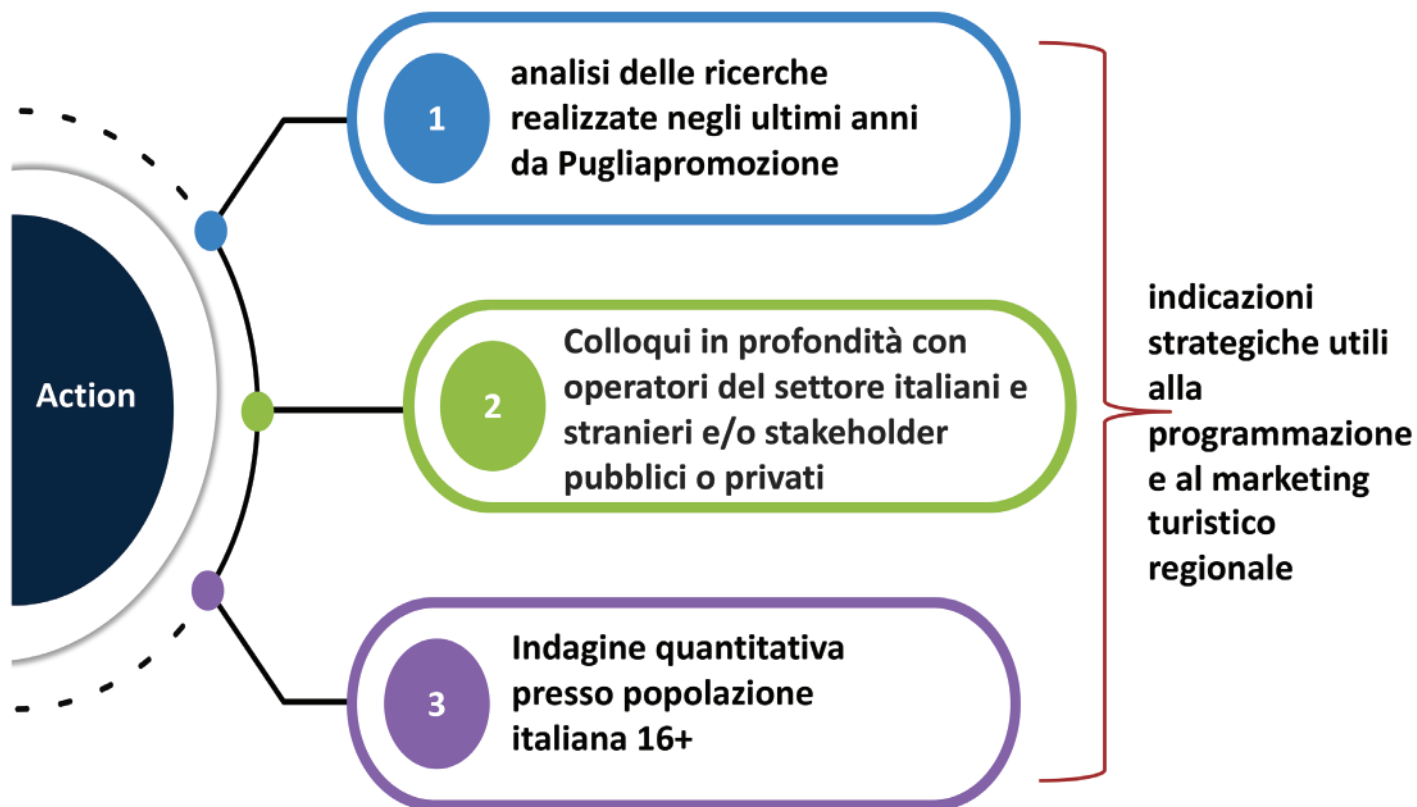 Action
1
analisi delle ricerche
realizzate negli ultimi anni
da Pugliapromozione
2
Colloqui in profondità con
operatori del settore italiani e
stranieri e/o stakeholder
pubblici o privati
3
Indagine quantitativa
presso popolazione
italiana 16+
indicazioni
strategiche utili
alla
programmazione
e al marketing
turistico
regionale